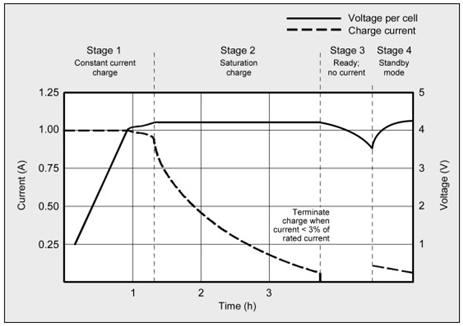 Voltage per cell
Charge current
Stage 1
Constant current
charge
Stage 2
Saturation
charge
Stage 3
Ready;
no current
Stage 4
Standby
mode
1.25
1.00
0.75
0.50
0.25
Current (A)
5
4
3
2
1
Voltage (V)
Terminate
charge when
current < 3% of
rated current
1
2
3
Time (h)